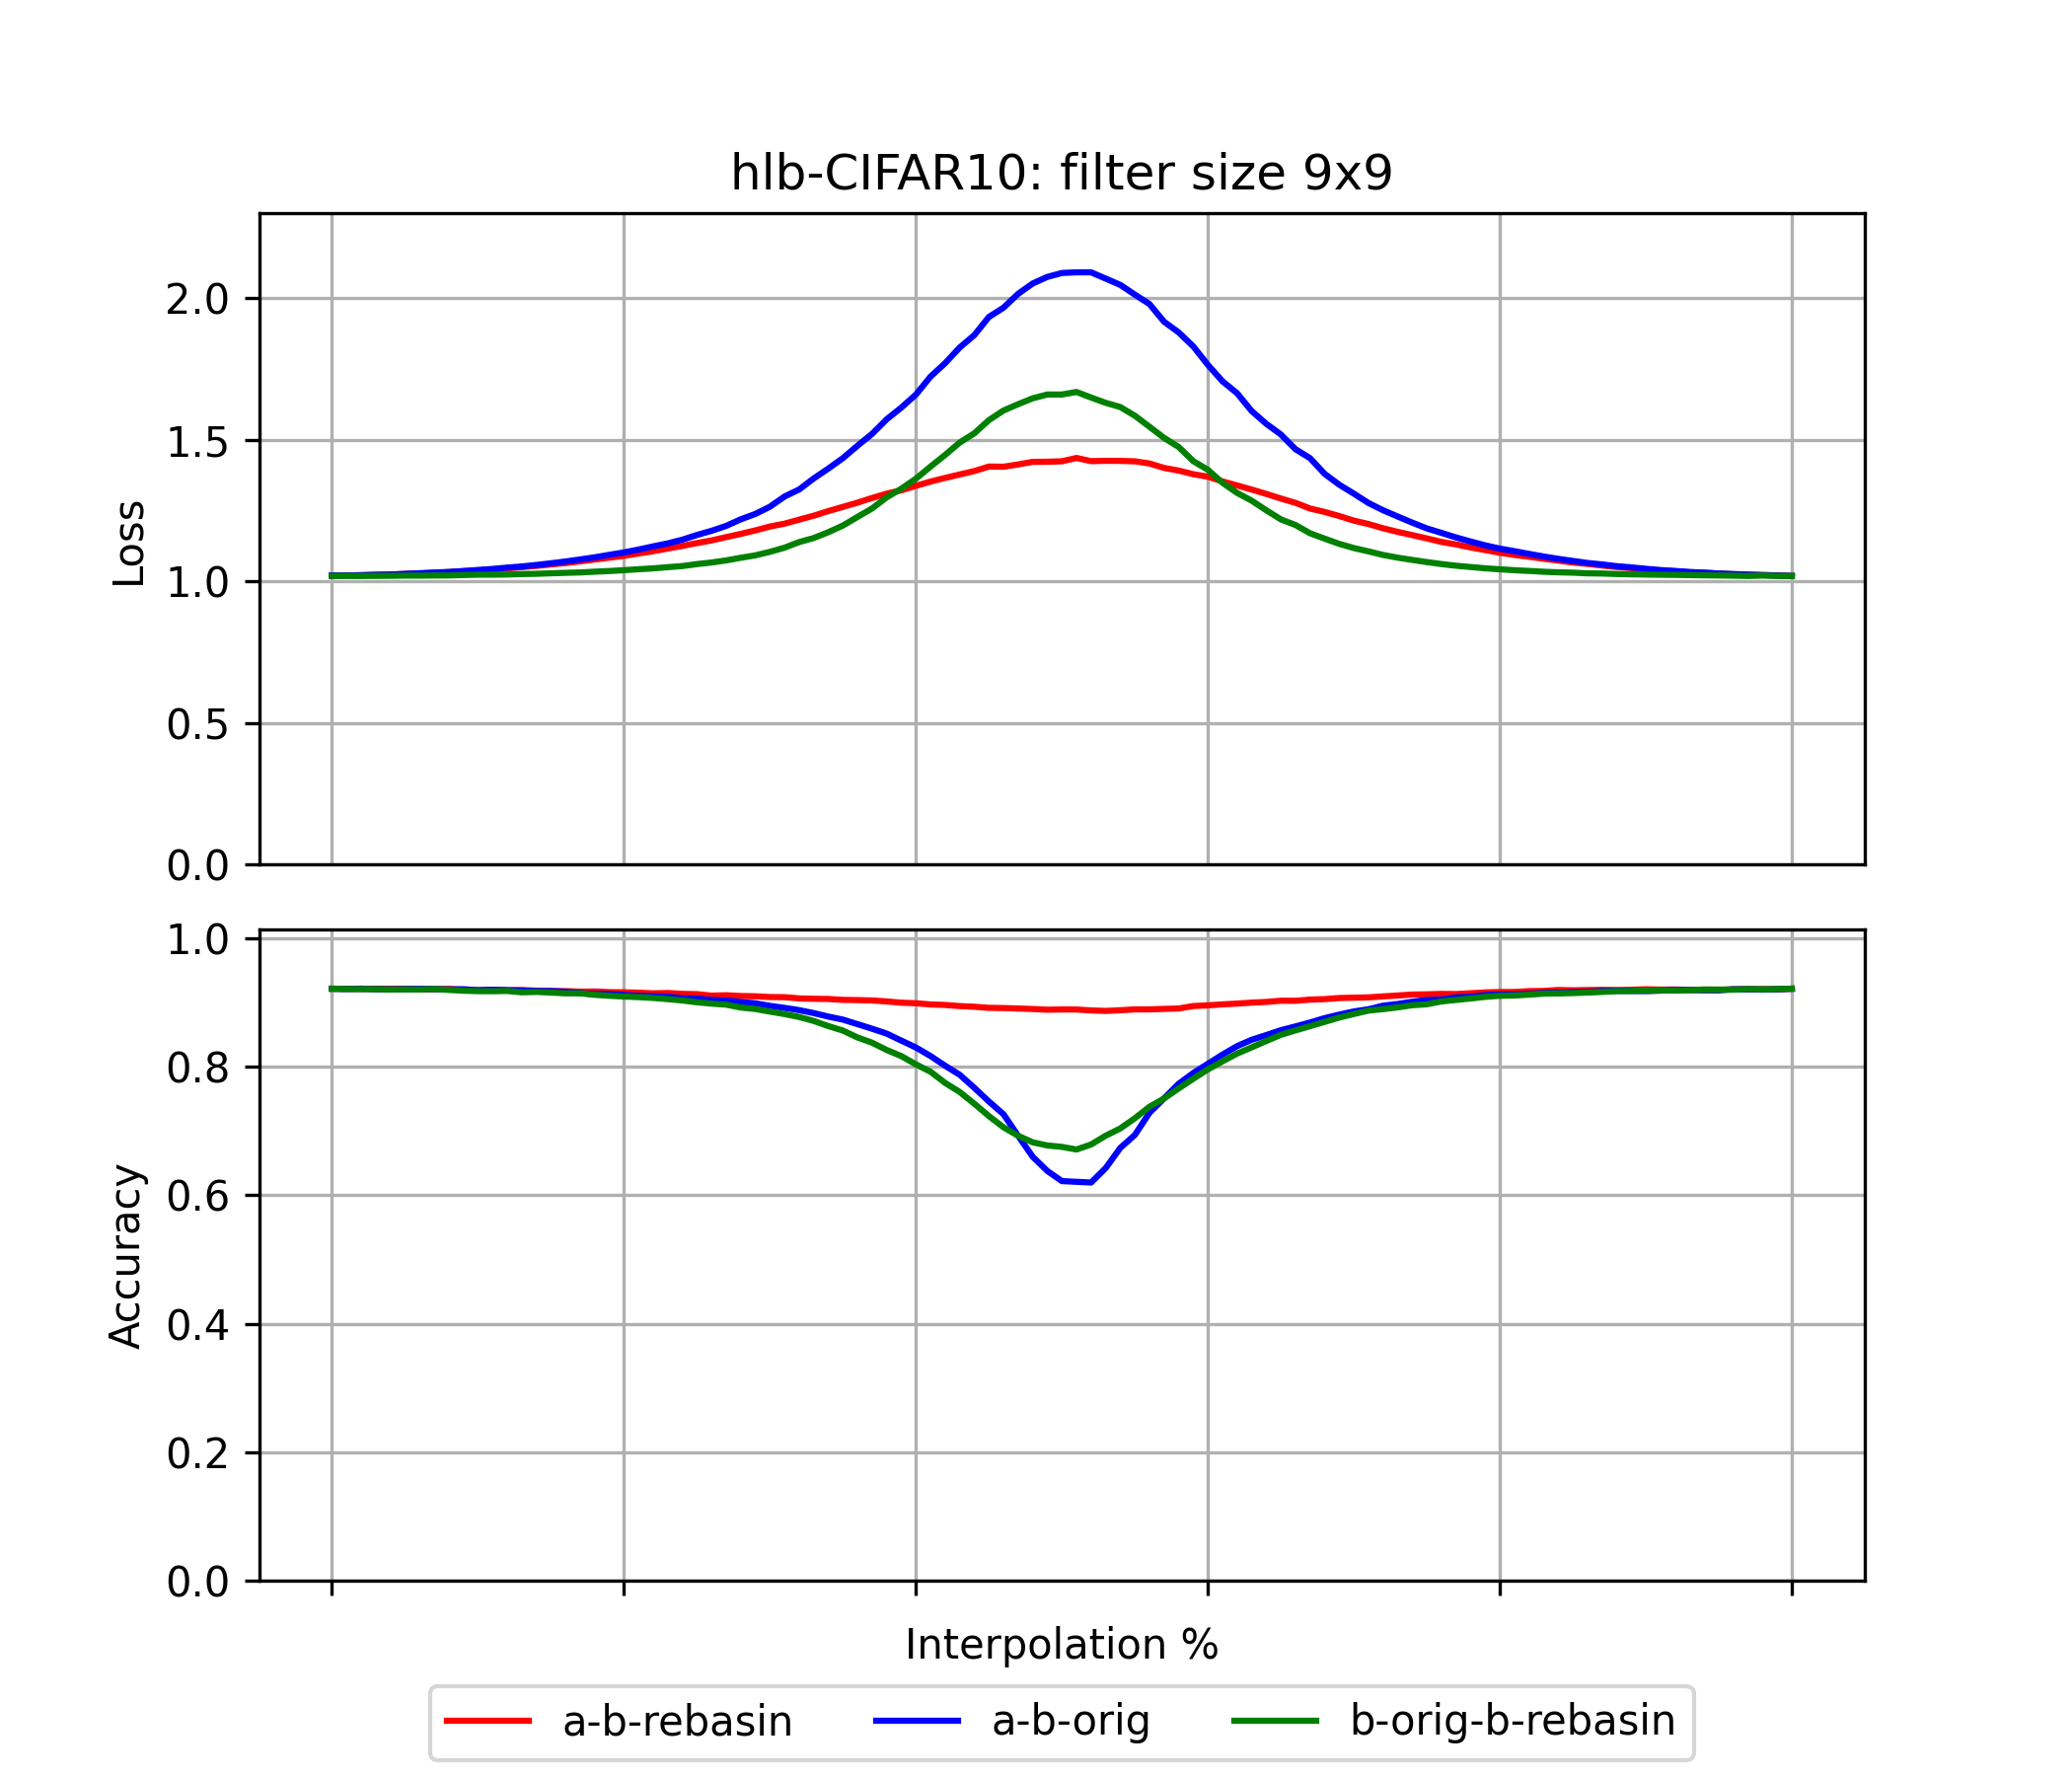 hlb-CIFAR10: filter size 9x9
2.0
1.5
1.0
0.5
0.0
Loss
1.0
0.8
0.6
0.4
0.2
0.0
Accuracy
Interpolation %
a-b-rebasin a-b-orig b-orig-b-rebasin